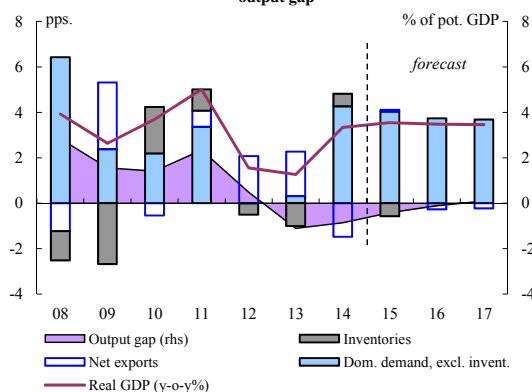 output gap
pps.
% of pot. GDP
8
8
forecast
6
6
4
4
2
2
0
0
-2
-2
-4
-4
08 09 10 11 12 13 14 15 16 17
Output gap (rhs)
Inventories
Net exports
Dom. demand, excl. invent.
Real GDP (y-o-y%)